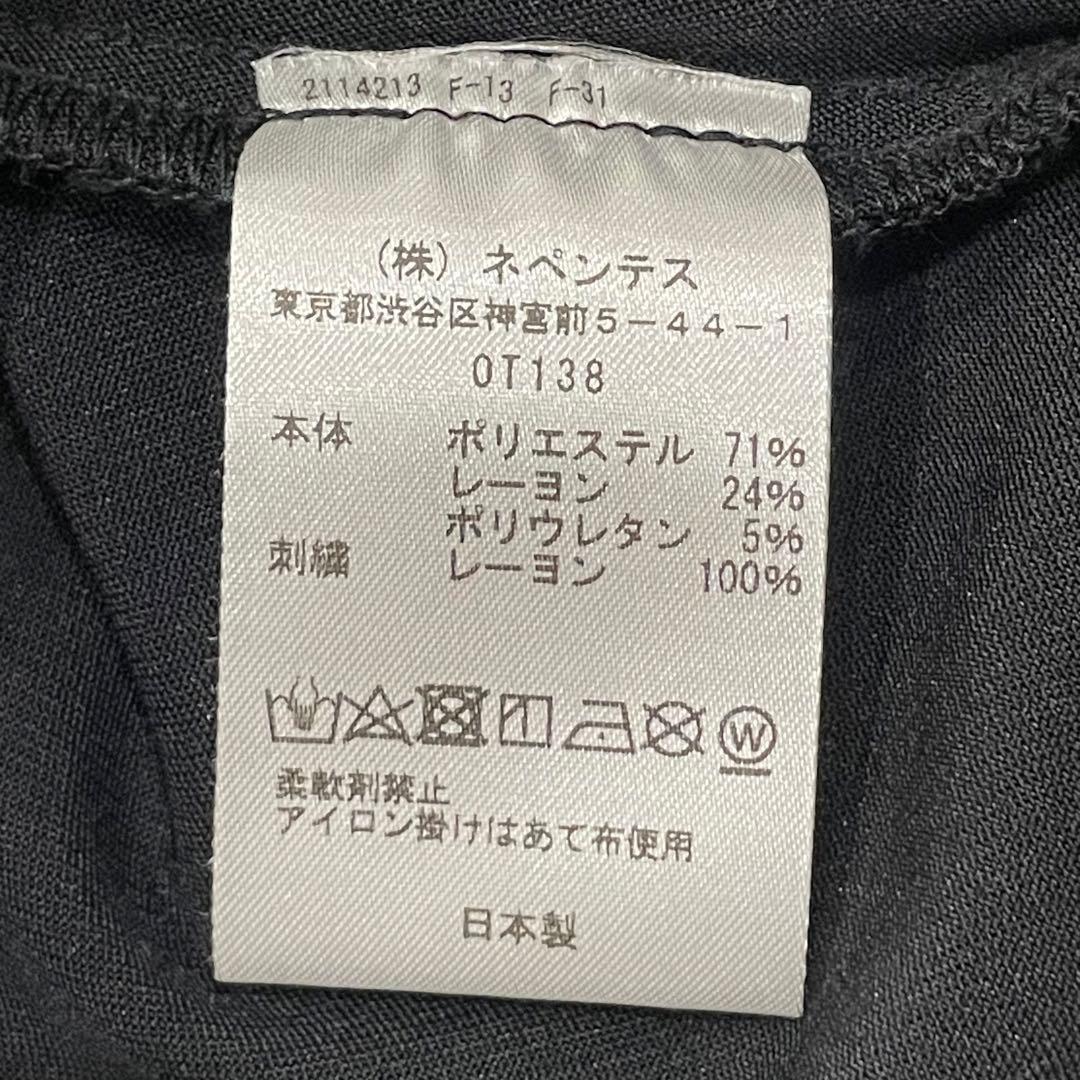 2114213 F-13 F-31
(株) ネペンテス
東京都渋谷区神宮前5-44-1
OT138
本体 ポリエステル 71%
レーヨン 24%
ポリウレタン 5%
刺繍 レーヨン 100%
W
柔軟剤禁止
アイロン掛けはあて布使用
日本製